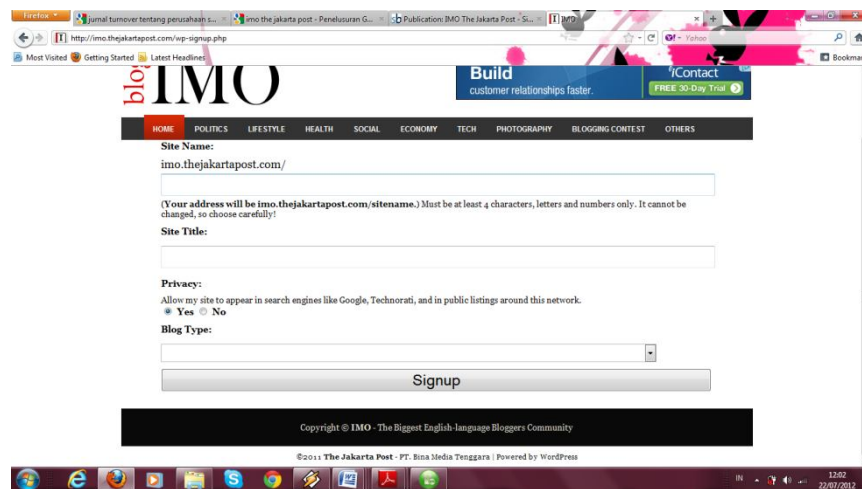 Firefox
jurnal turnover tentang perusahaan s...
imo the jakarta post - Penelusuran G...
Publication: IMO The Jakarta Post - Si...
IMO
http://imo.thejakartapost.com/wp-signup.php
Yahoo
Most Visited
Getting Started
Latest Headlines
Bookmar
blog
IMO
Build
customer relationships faster.
iContact
FREE 30-Day Trial
HOME POLITICS LIFESTYLE HEALTH SOCIAL ECONOMY TECH PHOTOGRAPHY BLOGGING CONTEST OTHERS
Site Name:
imo.thejakartapost.com/
(Your address will be imo.thejakartapost.com/sitename.) Must be at least 4 characters, letters and numbers only. It cannot be
changed, so choose carefully!
Site Title:
Privacy:
Allow my site to appear in search engines like Google, Technorati, and in public listings around this network.
Yes No
Blog Type:
Signup
Copyright © IMO - The Biggest English-language Bloggers Community
©2011 The Jakarta Post - PT. Bina Media Tenggara | Powered by WordPress
IN
12:02
22/07/2012